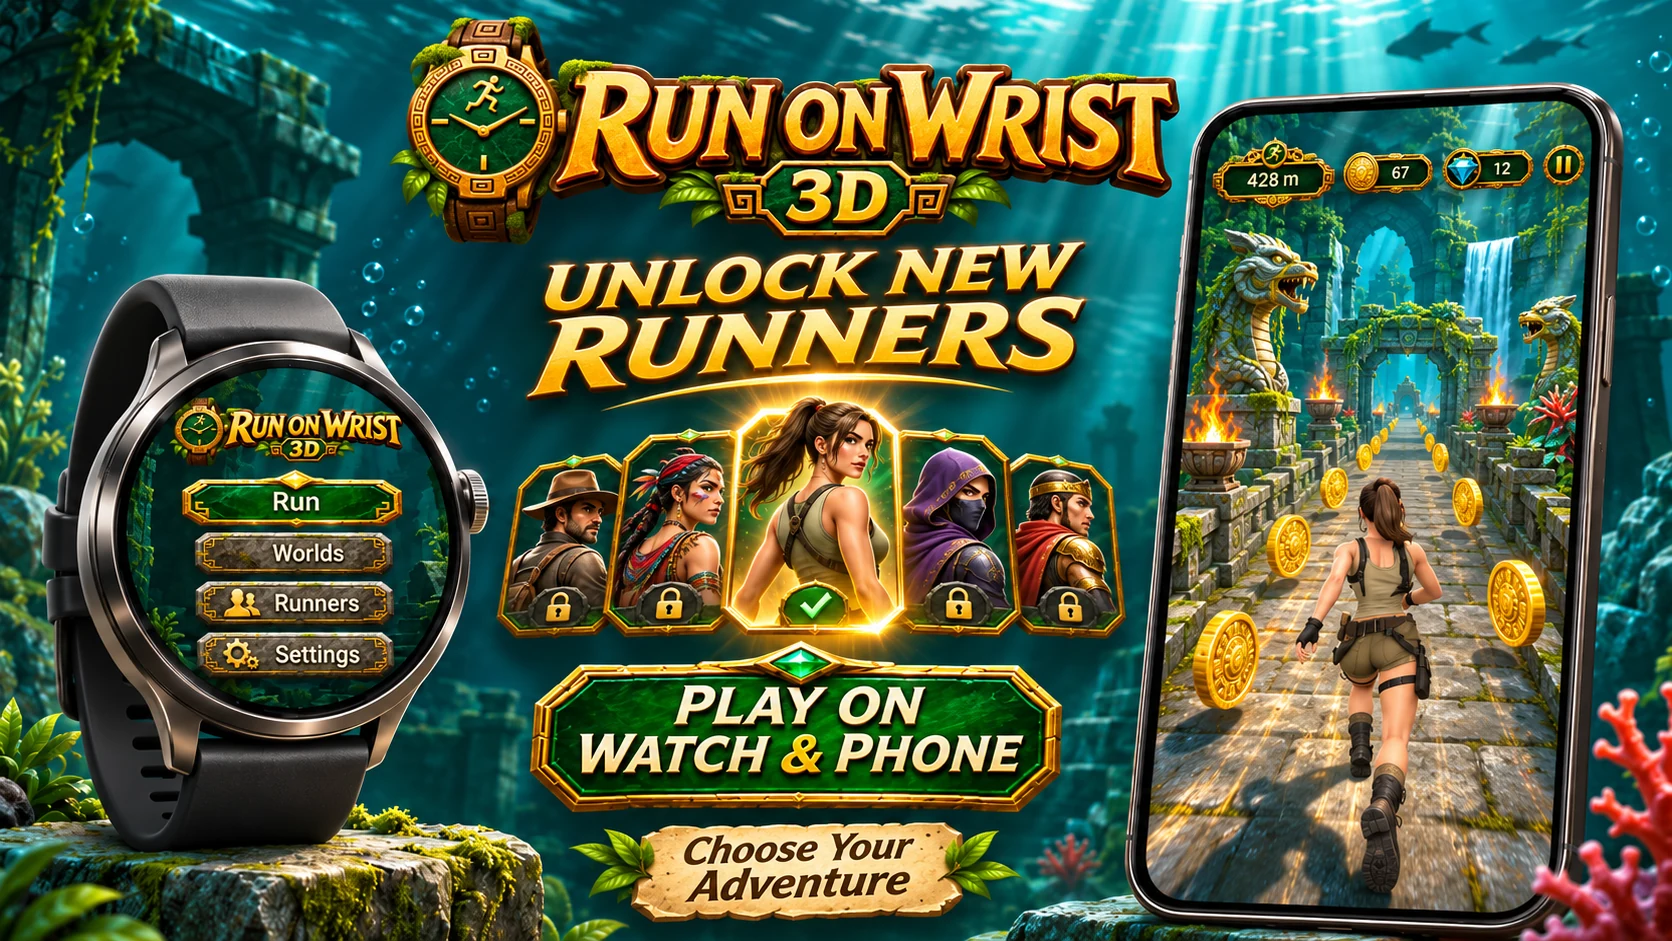 RUN ON WRIST
3D
UNLOCK NEW
RUNNERS
RUN ON WRIST
3D
Run
Worlds
Runners
Settings
PLAY ON
WATCH & PHONE
Choose Your
Adventure
428 m
67
12